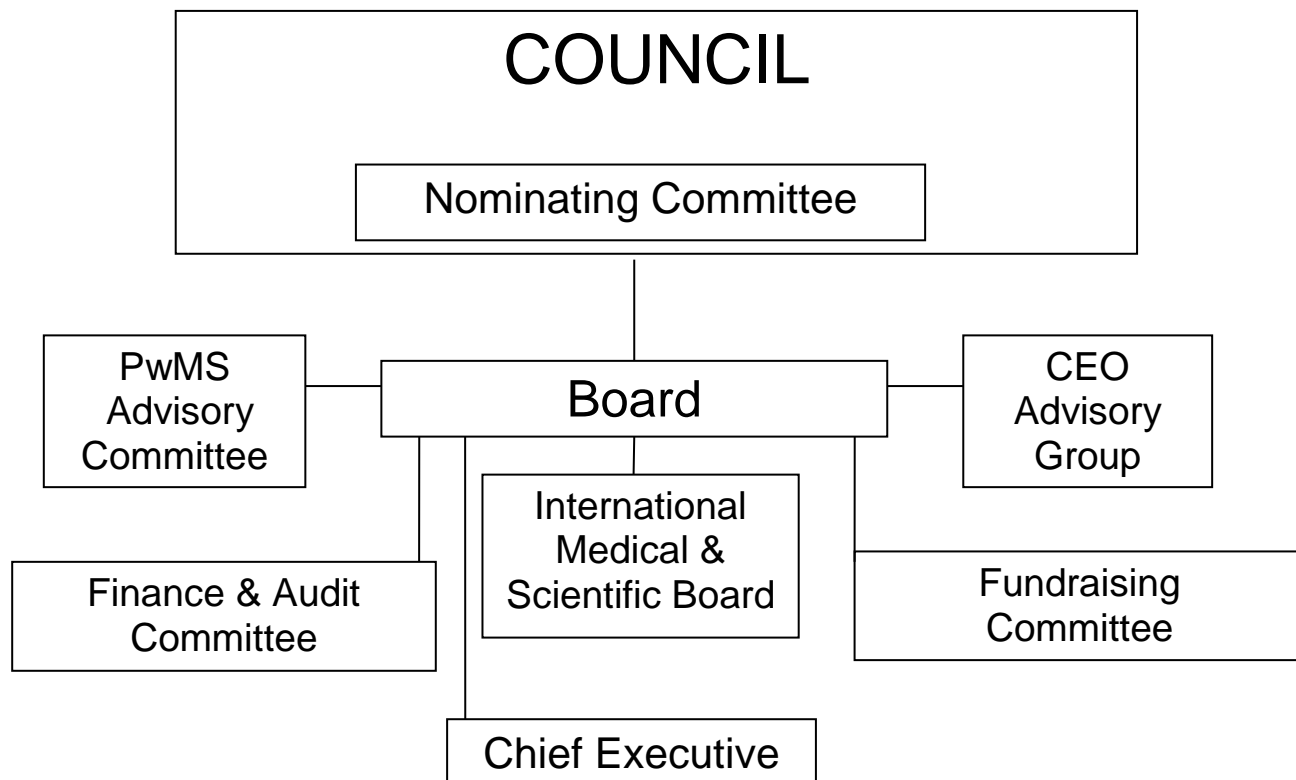 COUNCIL
Nominating Committee
PwMS
Advisory
Committee
Board
CEO
Advisory
Group
International
Medical &
Scientific Board
Finance & Audit
Committee
Fundraising
Committee
Chief Executive